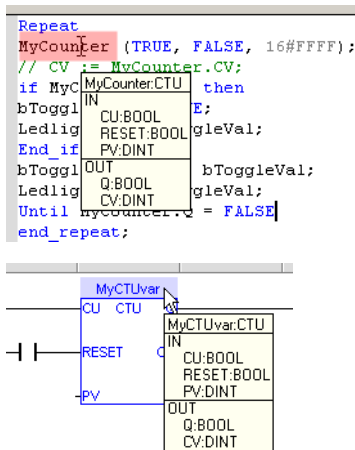 Repeat
MyCounter (TRUE, FALSE, 16#FFFF);
// CV := MyCounter.CV;
if MyC then
bToggl E;
Ledlig gleVal;
End_if
bToggl bToggleVal;
Ledlig gleVal;
Until MyCounter.Q = FALSE
end_repeat;
MyCounter:CTU
IN
CU:BOOL
RESET:BOOL
PV:DINT
OUT
Q:BOOL
CV:DINT
MyCTUvar
CU CTU
RESET
PV
MyCTUvar:CTU
IN
CU:BOOL
RESET:BOOL
PV:DINT
OUT
Q:BOOL
CV:DINT